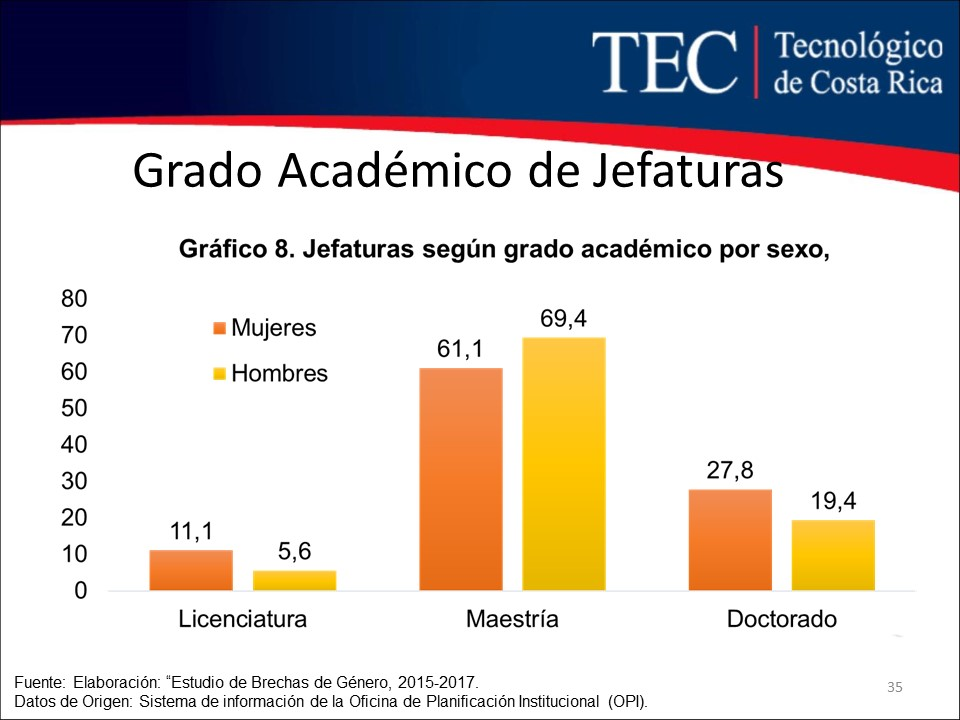 TEC
Tecnológico
de Costa Rica
Grado Académico de Jefaturas
Gráfico 8. Jefaturas según grado académico por sexo,
80
70
60
50
40
30
20
10
0
Mujeres
Hombres
11,1
5,6
61,1
69,4
27,8
19,4
Licenciatura
Maestría
Doctorado
Fuente: Elaboración: “Estudio de Brechas de Género, 2015-2017.
Datos de Origen: Sistema de información de la Oficina de Planificación Institucional (OPI).
35